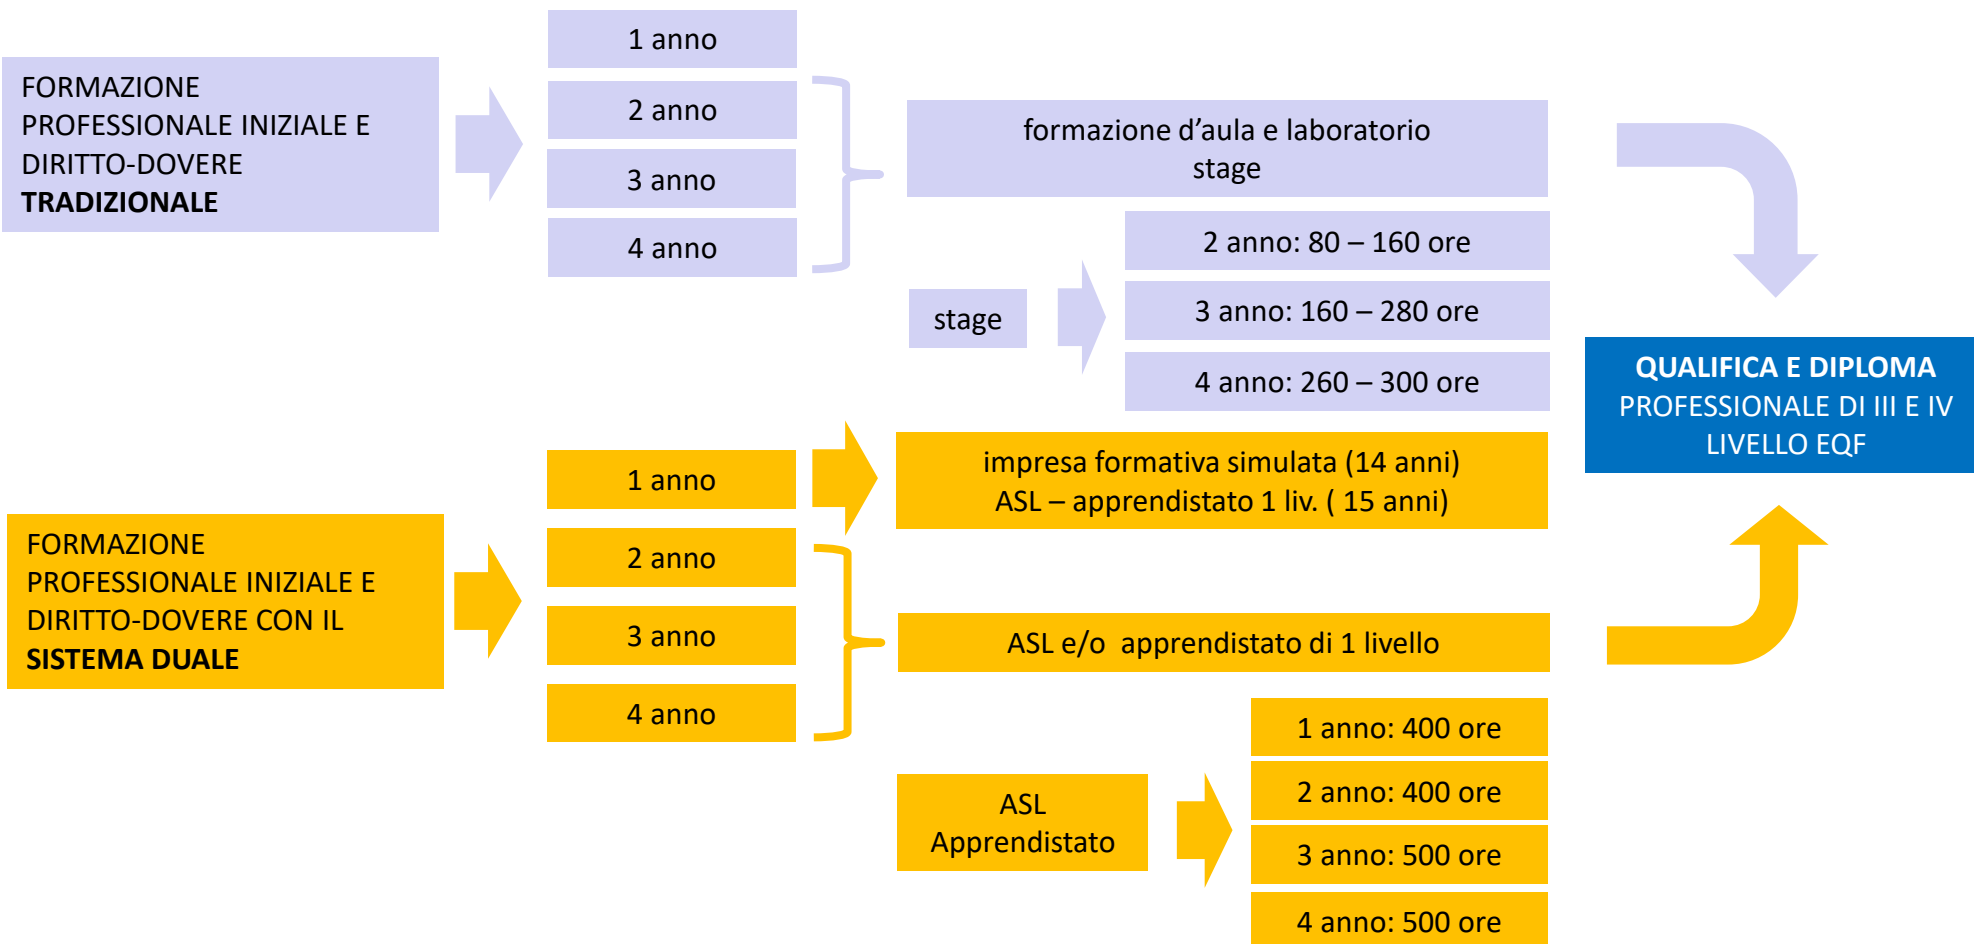 FORMAZIONE
PROFESSIONALE INIZIALE E
DIRITTO-DOVERE
TRADIZIONALE
1 anno
2 anno
3 anno
4 anno
formazione d’aula e laboratorio
stage
stage
2 anno: 80 – 160 ore
3 anno: 160 – 280 ore
4 anno: 260 – 300 ore
QUALIFICA E DIPLOMA
PROFESSIONALE DI III E IV
LIVELLO EQF
FORMAZIONE
PROFESSIONALE INIZIALE E
DIRITTO-DOVERE CON IL
SISTEMA DUALE
1 anno
2 anno
3 anno
4 anno
impresa formativa simulata (14 anni)
ASL – apprendistato 1 liv. ( 15 anni)
ASL e/o  apprendistato di 1 livello
ASL
Apprendistato
1 anno: 400 ore
2 anno: 400 ore
3 anno: 500 ore
4 anno: 500 ore